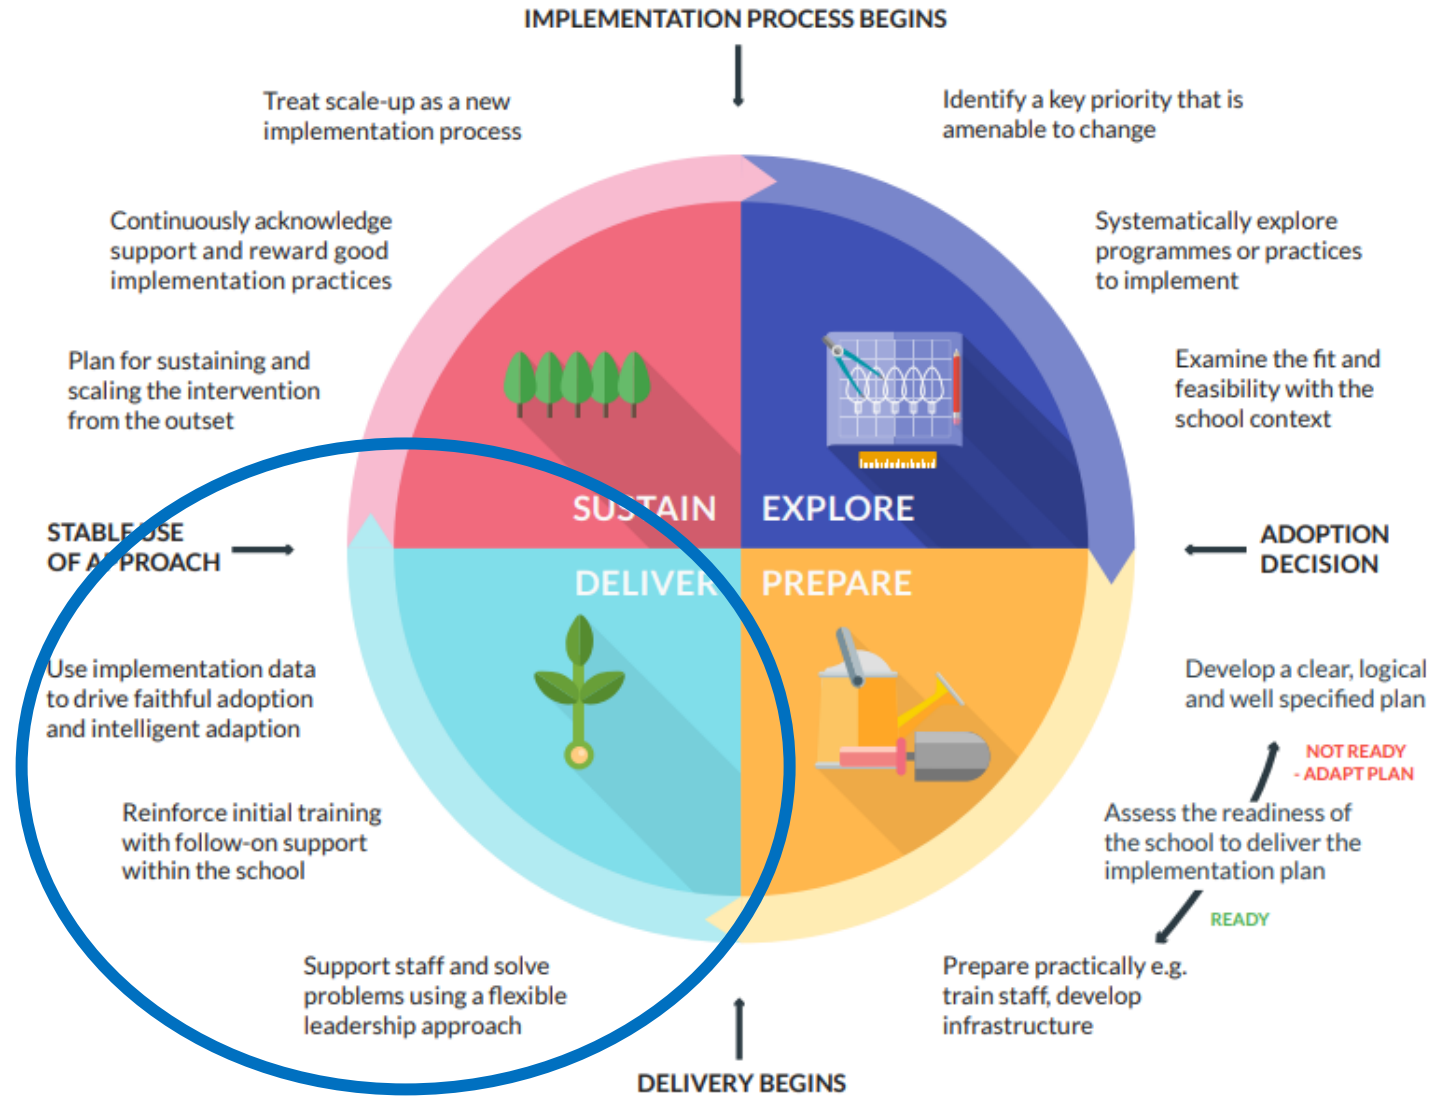 IMPLEMENTATION PROCESS BEGINS
Treat scale-up as a new
implementation process
Identify a key priority that is
amenable to change
Continuously acknowledge
support and reward good
implementation practices
Systematically explore
programmes or practices
to implement
Plan for sustaining and
scaling the intervention
from the outset
Examine the fit and
feasibility with the
school context
SUSTAIN
EXPLORE
STABLE USE
OF APPROACH
ADOPTION
DECISION
DELIVER
PREPARE
Use implementation data
to drive faithful adoption
and intelligent adaption
Develop a clear, logical
and well specified plan
NOT READY
- ADAPT PLAN
Reinforce initial training
with follow-on support
within the school
Assess the readiness of
the school to deliver the
implementation plan
READY
Support staff and solve
problems using a flexible
leadership approach
Prepare practically e.g.
train staff, develop
infrastructure
DELIVERY BEGINS